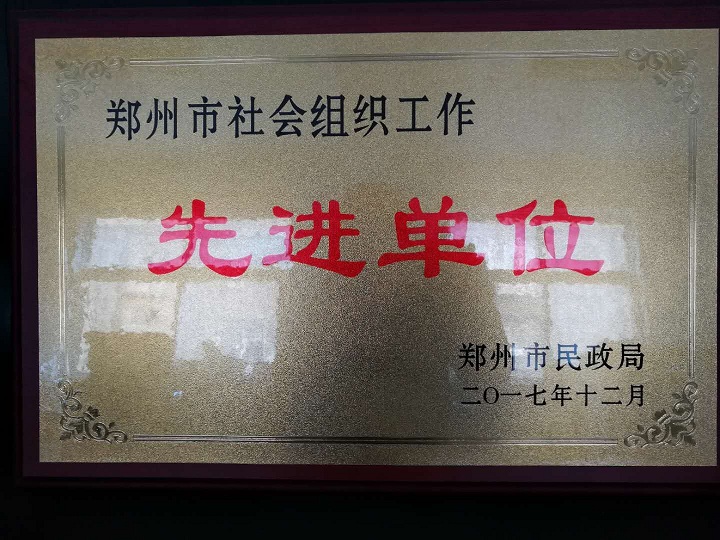 郑州市社会组织工作
先进单位
郑州市民政局
二〇一七年十二月